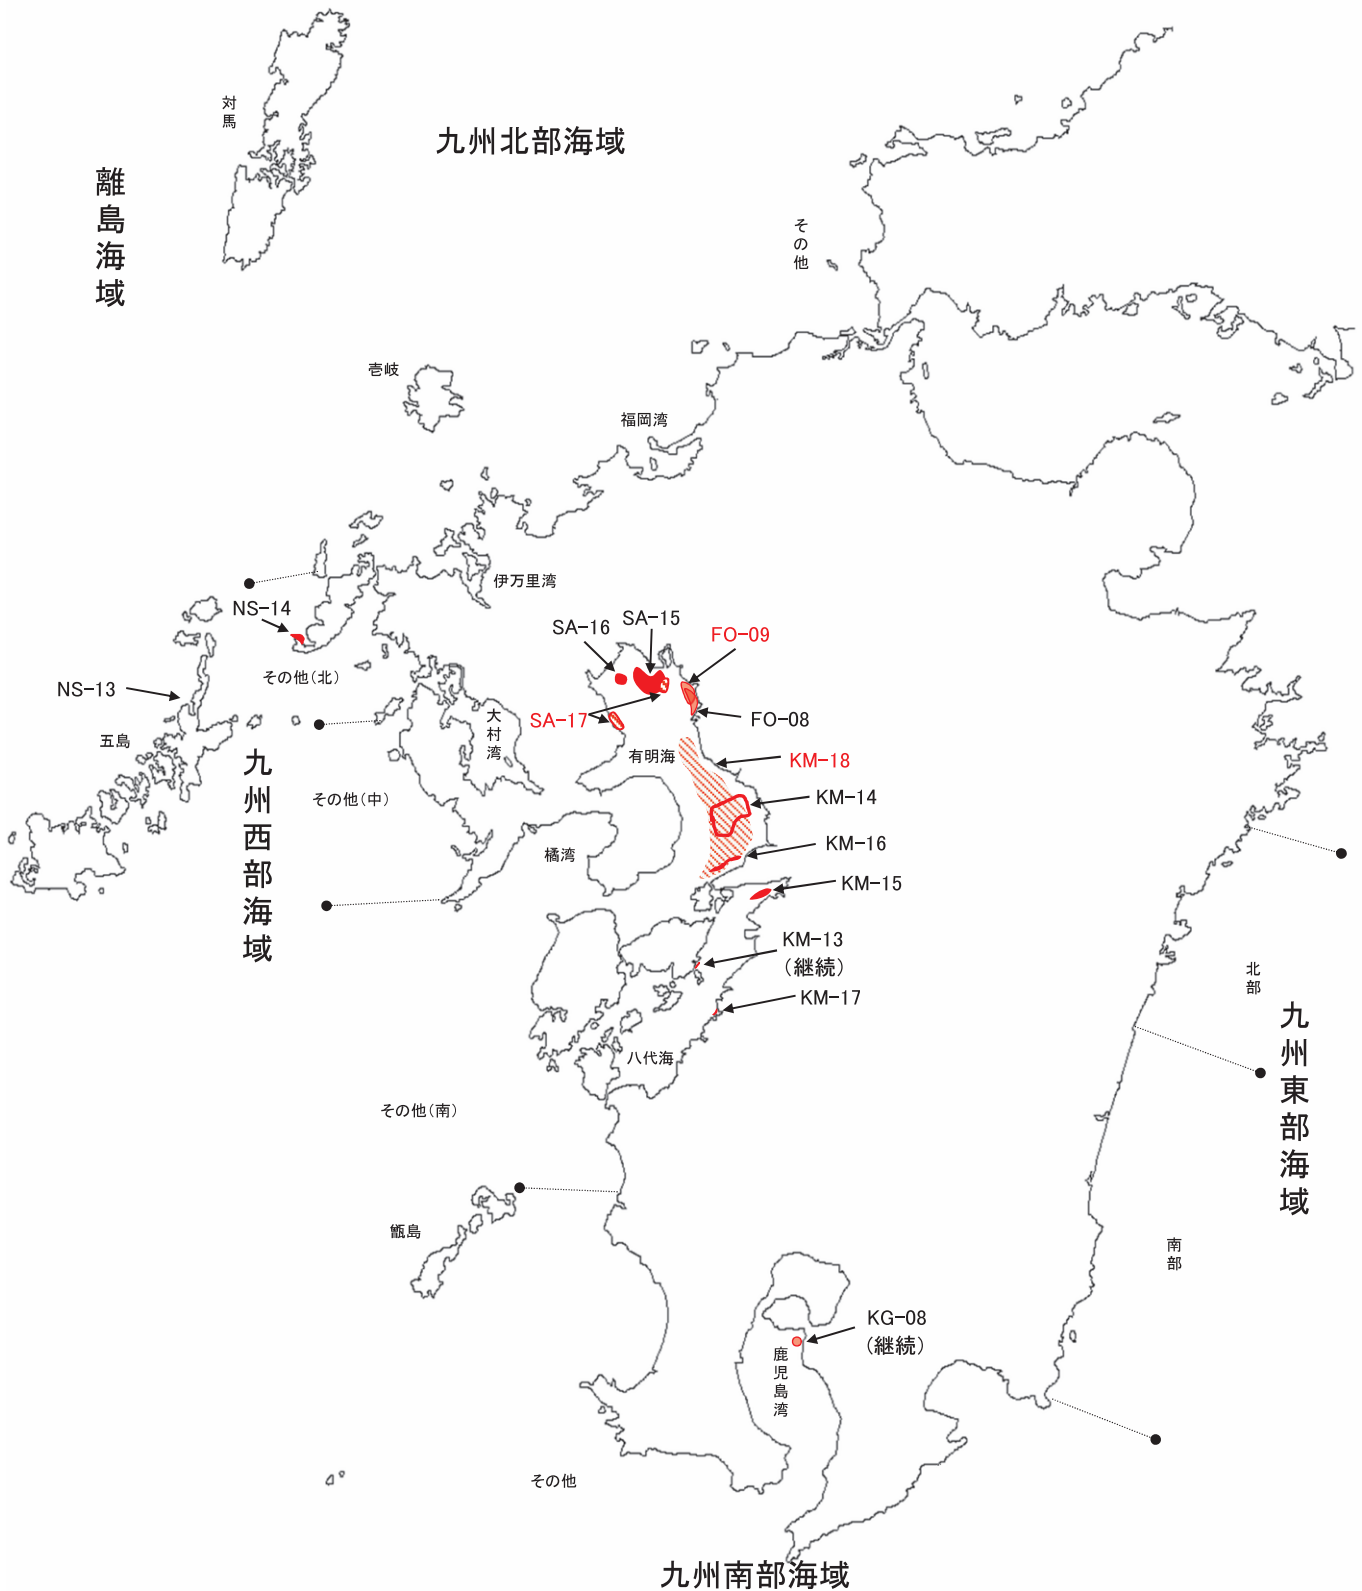 対馬
九州北部海域
離島海域
その他
壱岐
福岡湾
伊万里湾
NS-14
SA-16
SA-15
FO-09
その他(北)
NS-13
SA-17
FO-08
大村湾
五島
有明海
KM-18
九州西部海域
その他(中)
KM-14
橘湾
KM-16
KM-15
KM-13
(継続)
北部
KM-17
九州東部海域
八代海
その他(南)
甑島
南部
KG-08
(継続)
鹿児島湾
その他
九州南部海域